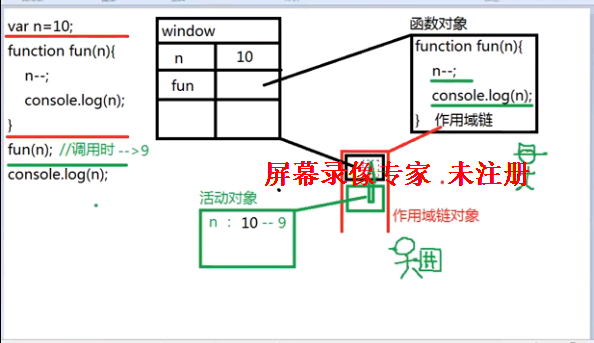 var n=10;
function fun(n){
n--;
console.log(n);
}
fun(n); //调用时 -->9
console.log(n);
window
n 10
fun
函数对象
function fun(n){
n--;
console.log(n);
} 作用域链
屏幕录像专家 . 未注册
活动对象
n : 10 -- 9
作用域链对象